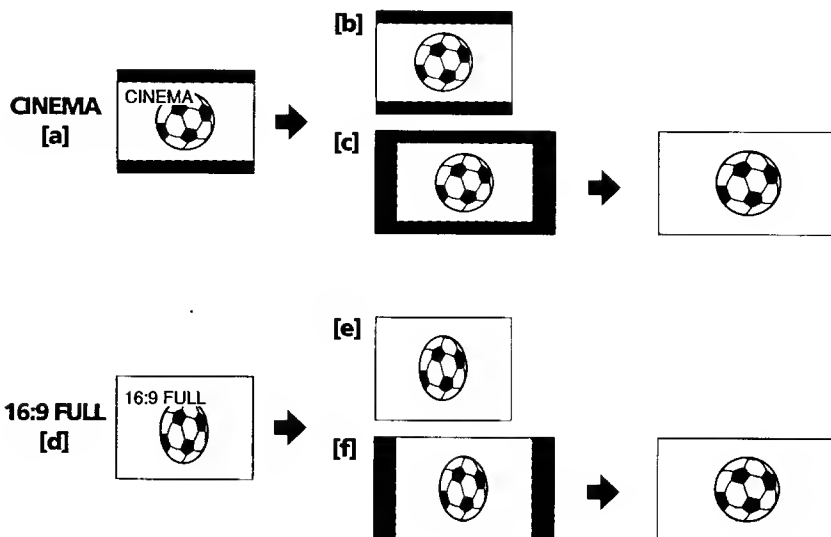 [b]
CINEMA
CINEMA
[a]
[c]
[e]
16:9 FULL
16:9 FULL
[d]
[f]